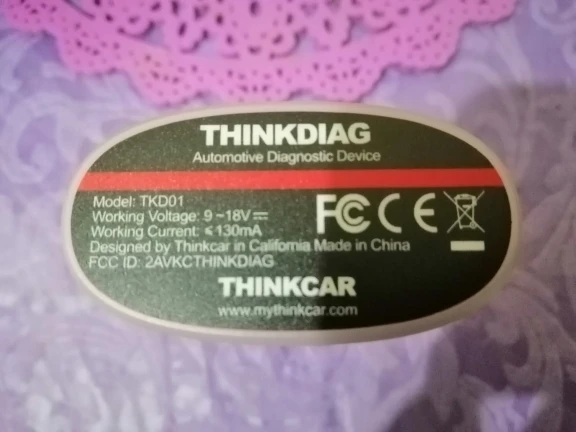 THINKDIAG
Automotive Diagnostic Device
Model: TKD01
Working Voltage: 9 ~18V⎓
Working Current: ≤130mA
Designed by Thinkcar in California Made in China
FCC ID: 2AVKCTHINKDIAG
FC CE
THINKCAR
www.mythinkcar.com